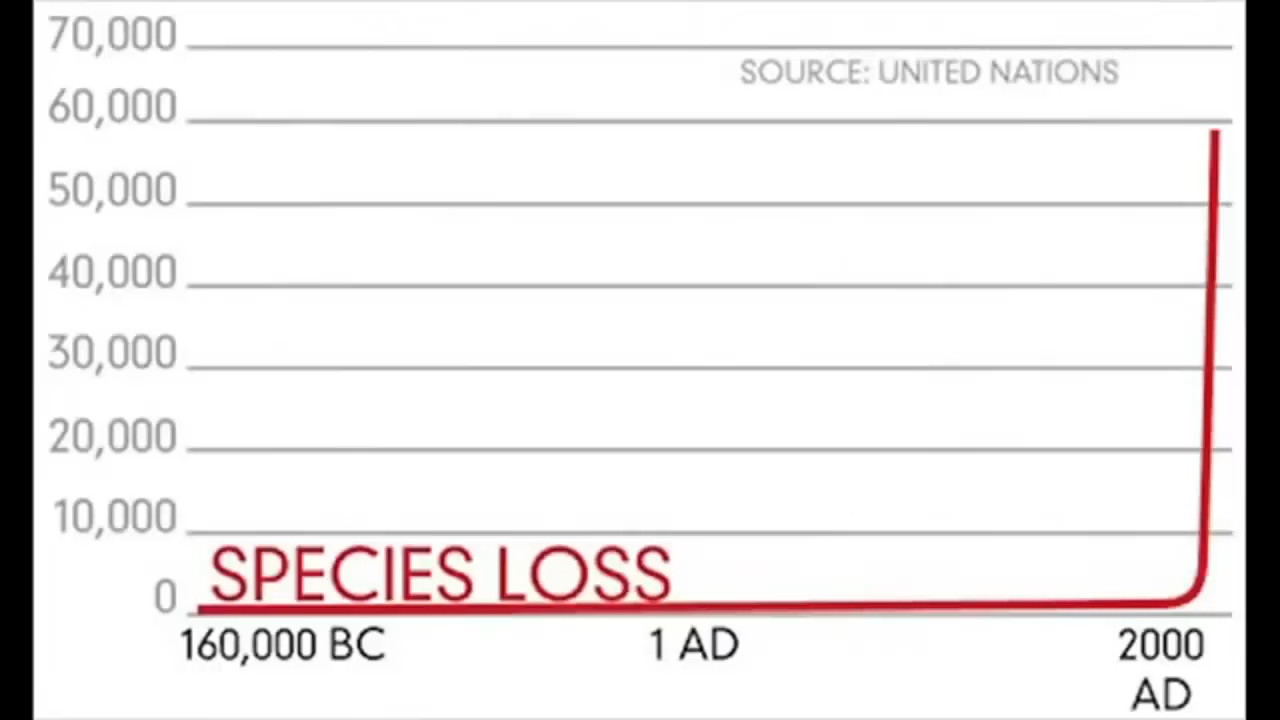 70,000
SOURCE: UNITED NATIONS
60,000
50,000
40,000
30,000
20,000
10,000
SPECIES LOSS
0
160,000 BC
1 AD
2000
AD